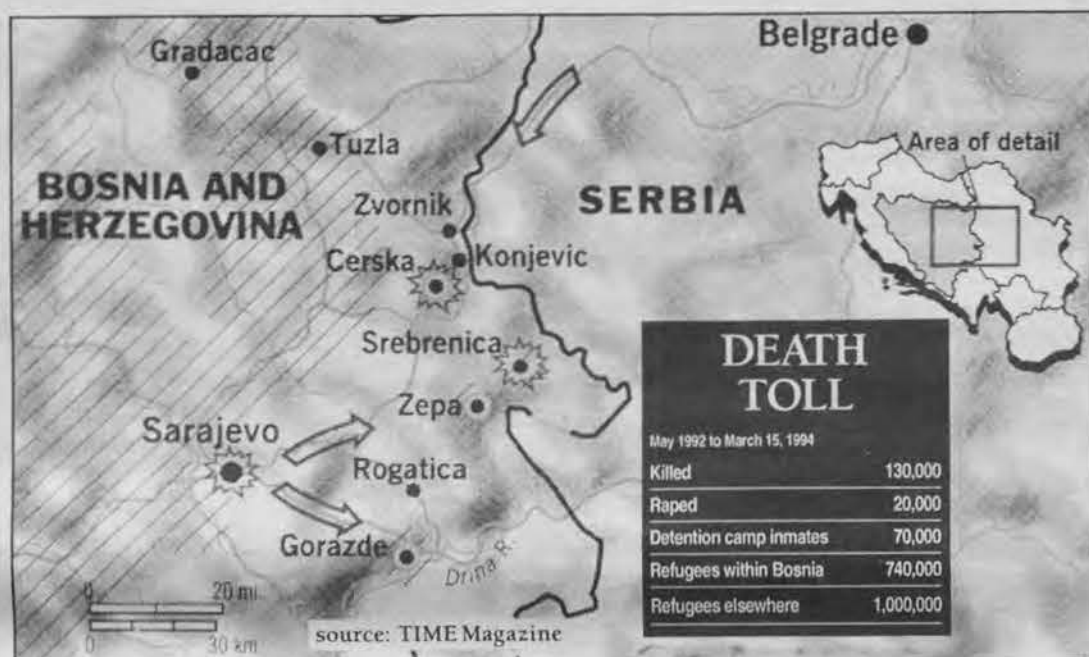 Belgrade
Gradacac
Area of detail
Tuzla
BOSNIA AND
HERZEGOVINA
SERBIA
Zvornik
Cerska
Konjevic
Srebrenica
Zepa
Sarajevo
Rogatica
Gorazde
Drina R.
0 20 mi
0 30 km
source: TIME Magazine
DEATH
TOLL
May 1992 to March 15, 1994
Killed 130,000
Raped 20,000
Detention camp inmates 70,000
Refugees within Bosnia 740,000
Refugees elsewhere 1,000,000